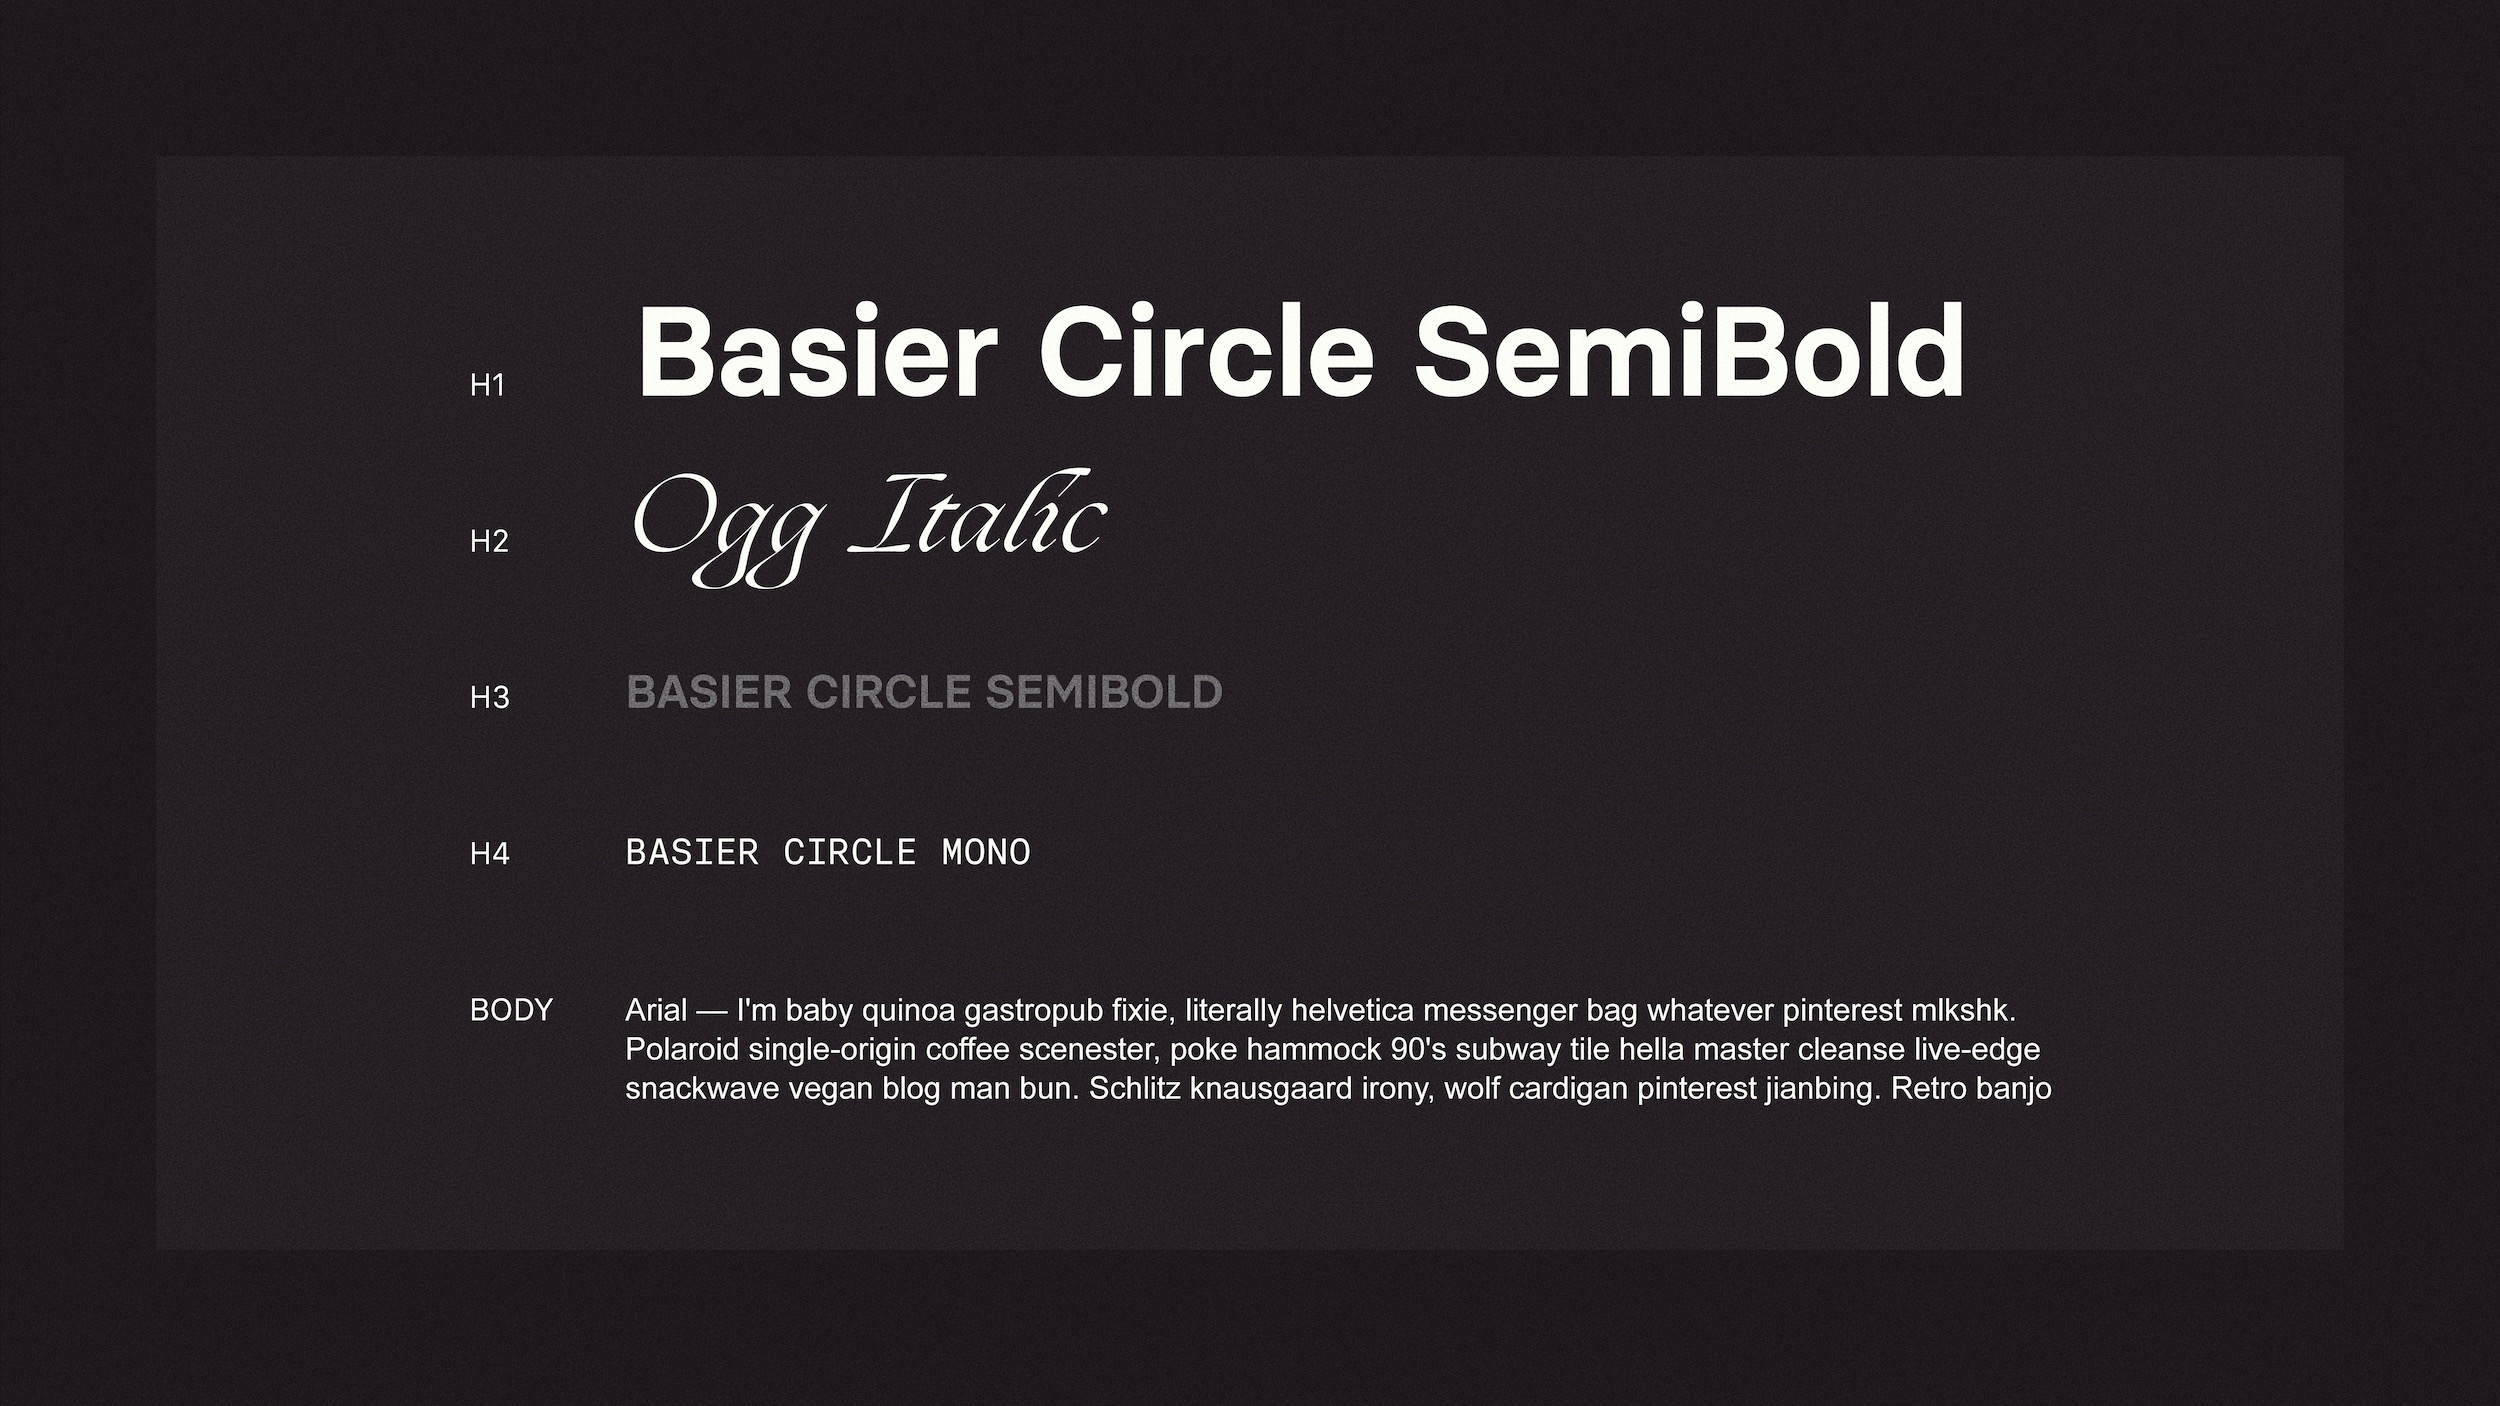 H1 Basier Circle SemiBold
H2 Ogg Italic
H3 BASIER CIRCLE SEMIBOLD
H4 BASIER CIRCLE MONO
BODY Arial — I'm baby quinoa gastropub fixie, literally helvetica messenger bag whatever pinterest mlkshk.
Polaroid single-origin coffee scenester, poke hammock 90's subway tile hella master cleanse live-edge
snackwave vegan blog man bun. Schlitz knausgaard irony, wolf cardigan pinterest jianbing. Retro banjo